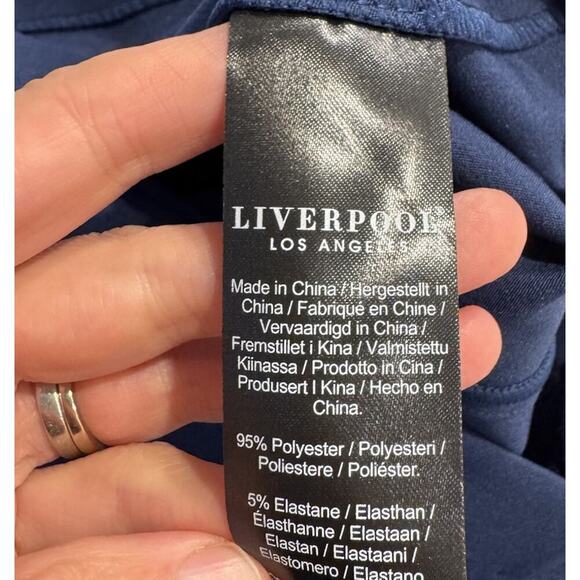 LIVERPOOL
LOS ANGELES
Made in China / Hergestellt in
China / Fabriqué en Chine /
Vervaardigd in China /
Fremstillet i Kina / Valmistettu
Kiinassa / Prodotto in Cina /
Produsert I Kina / Hecho en
China.
95% Polyester / Polyesteri /
Poliestere / Poliéster.
5% Elastane / Elasthan /
Élasthanne / Elastaan /
Elastan / Elastaani /
Elastomero / Elastano